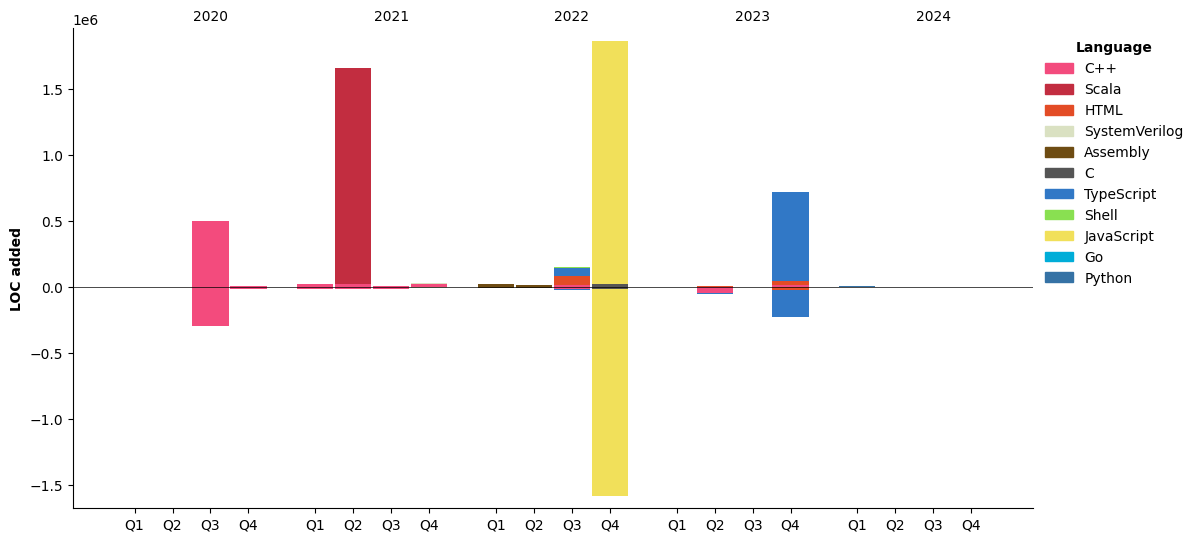 2020 2021 2022 2023 2024
1e6
Language
C++
Scala
HTML
SystemVerilog
Assembly
C
TypeScript
Shell
JavaScript
Go
Python
LOC added
1.5
1.0
0.5
0.0
−0.5
−1.0
−1.5
Q1 Q2 Q3 Q4 Q1 Q2 Q3 Q4 Q1 Q2 Q3 Q4 Q1 Q2 Q3 Q4 Q1 Q2 Q3 Q4